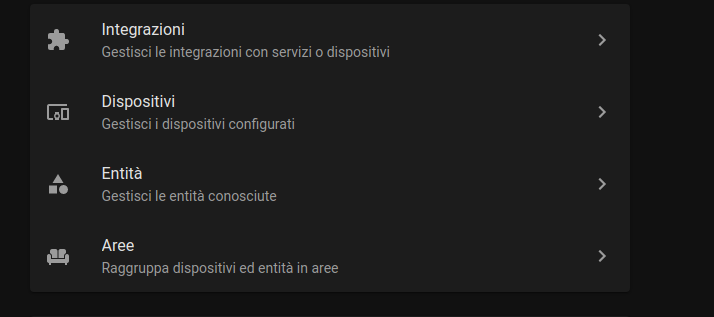 Integrazioni
Gestisci le integrazioni con servizi o dispositivi
Dispositivi
Gestisci i dispositivi configurati
Entità
Gestisci le entità conosciute
Aree
Raggruppa dispositivi ed entità in aree